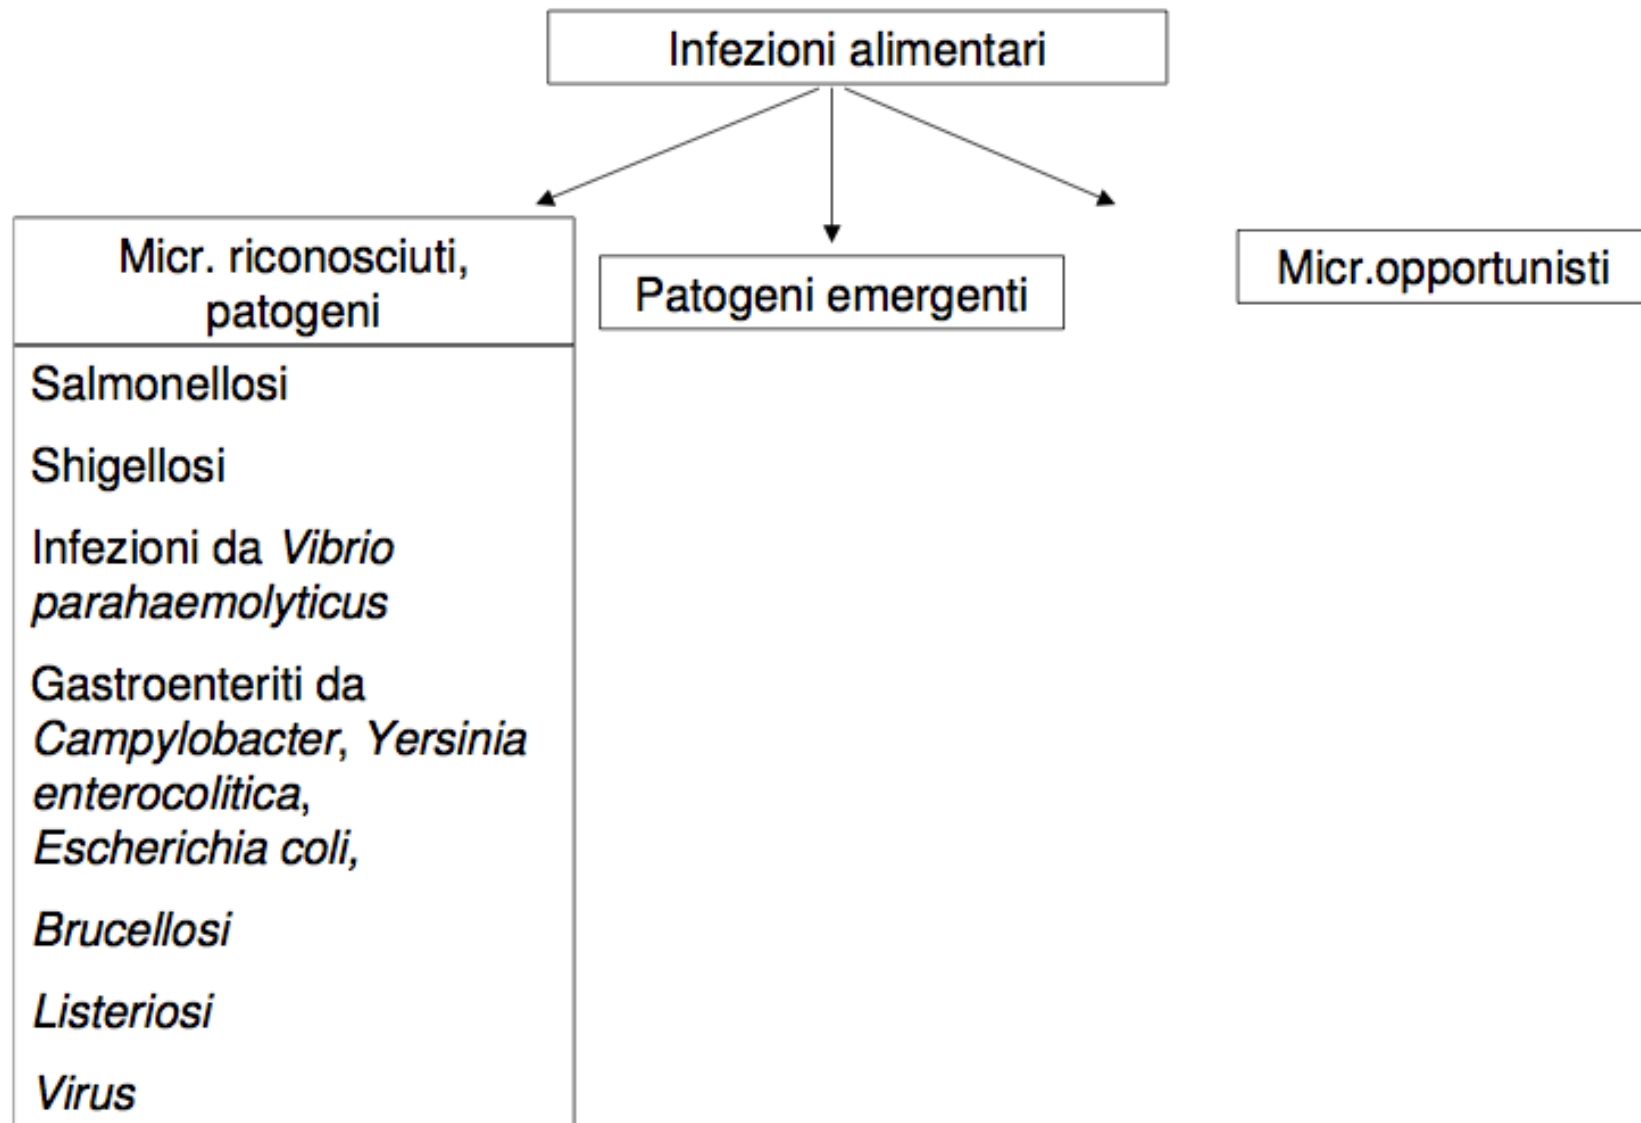 Infezioni alimentari
Micr. riconosciuti,
patogeni
Patogeni emergenti
Micr.opportunisti
Salmonellosi
Shigellosi
Infezioni da Vibrio
parahaemolyticus
Gastroenteriti da
Campylobacter, Yersinia
enterocolitica,
Escherichia coli,
Brucellosi
Listeriosi
Virus